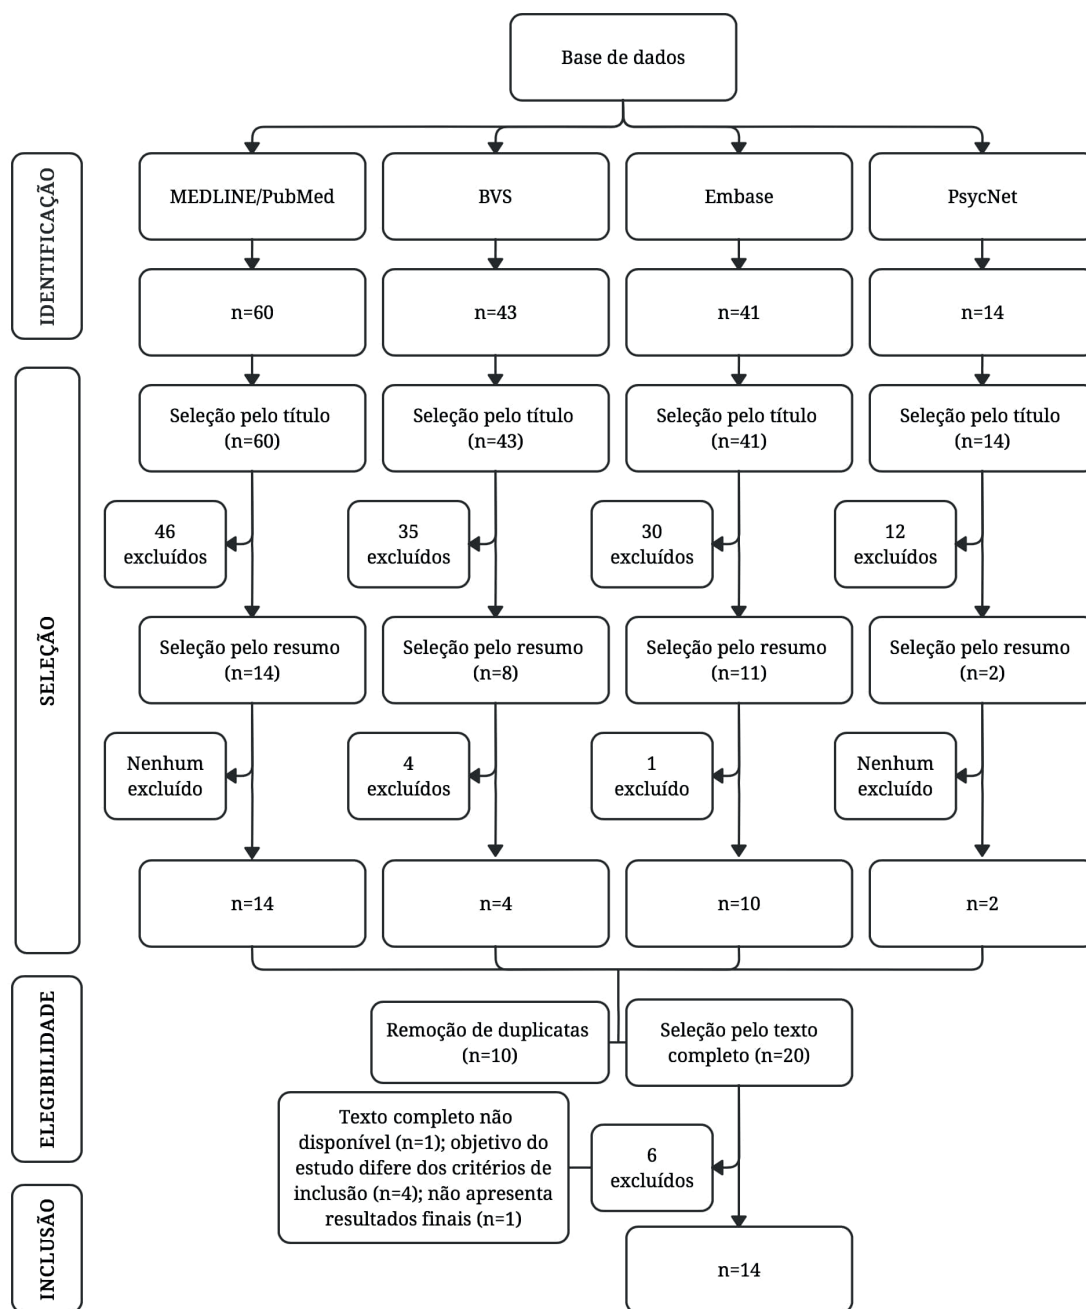 Base de dados
IDENTIFICAÇÃO
MEDLINE/PubMed
BVS
Embase
PsycNet
n=60
n=43
n=41
n=14
SELEÇÃO
Seleção pelo título
(n=60)
Seleção pelo título
(n=43)
Seleção pelo título
(n=41)
Seleção pelo título
(n=14)
46
excluídos
35
excluídos
30
excluídos
12
excluídos
Seleção pelo resumo
(n=14)
Seleção pelo resumo
(n=8)
Seleção pelo resumo
(n=11)
Seleção pelo resumo
(n=2)
Nenhum
excluído
4
excluídos
1
excluído
Nenhum
excluído
n=14
n=4
n=10
n=2
ELEGIBILIDADE
Remoção de duplicatas
(n=10)
Seleção pelo texto
completo (n=20)
Texto completo não
disponível (n=1); objetivo do
estudo difere dos critérios de
inclusão (n=4); não apresenta
resultados finais (n=1)
6
excluídos
INCLUSÃO
n=14